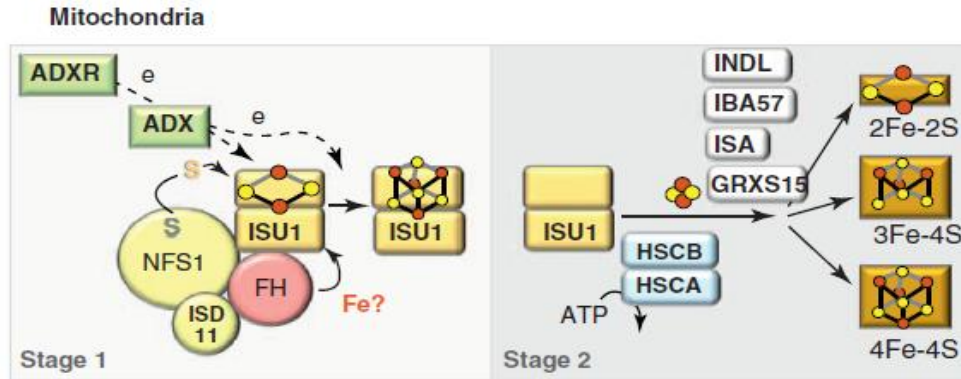 Mitochondria
ADXR
e
ADX
e
S
S
NFS1
ISD
11
FH
Fe?
ISU1
ISU1
Stage 1
INDL
IBA57
ISA
GRXS15
ISU1
HSCB
HSCA
ATP
2Fe-2S
3Fe-4S
4Fe-4S
Stage 2